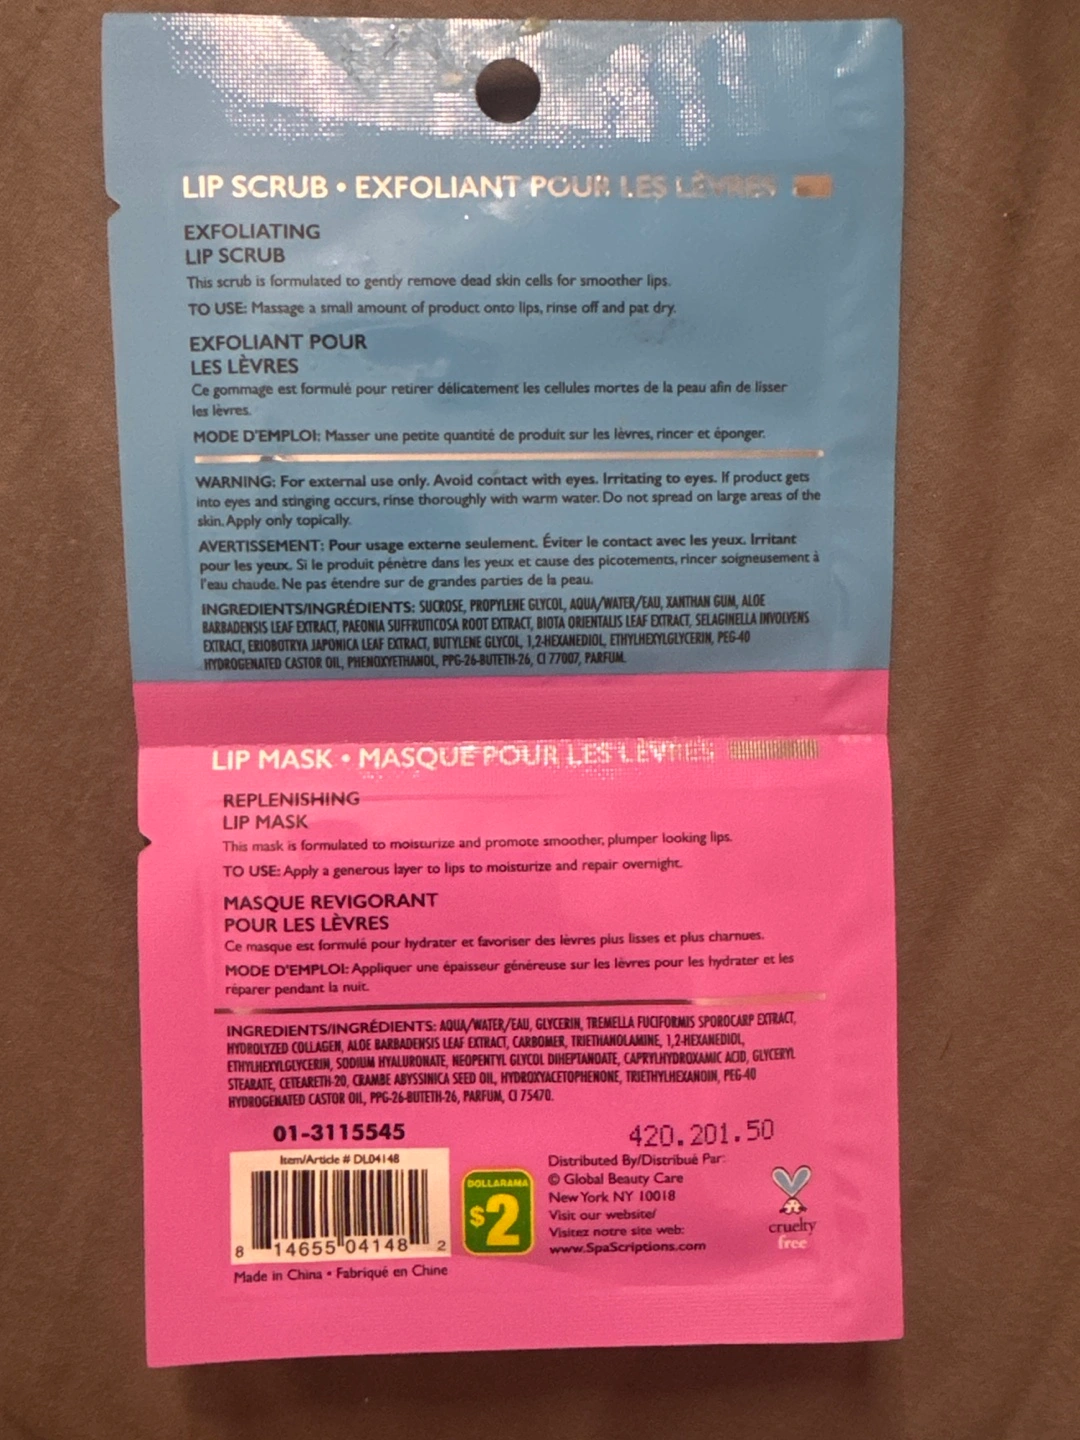 LIP SCRUB • EXFOLIANT POUR LES LÈVRES
EXFOLIATING
LIP SCRUB
This scrub is formulated to gently remove dead skin cells for smoother lips.
TO USE: Massage a small amount of product onto lips, rinse off and pat dry.
EXFOLIANT POUR
LES LÈVRES
Ce gommage est formulé pour retirer délicatement les cellules mortes de la peau afin de lisser
les lèvres.
MODE D'EMPLOI: Masser une petite quantité de produit sur les lèvres, rincer et éponger.
WARNING: For external use only. Avoid contact with eyes. Irritating to eyes. If product gets
into eyes and stinging occurs, rinse thoroughly with warm water. Do not spread on large areas of the
skin. Apply only topically.
AVERTISSEMENT: Pour usage externe seulement. Éviter le contact avec les yeux. Irritant
pour les yeux. Si le produit pénètre dans les yeux et cause des picotements, rincer soigneusement à
l'eau chaude. Ne pas étendre sur de grandes parties de la peau.
INGREDIENTS/INGRÉDIENTS: SUCROSE, PROPYLENE GLYCOL, AQUA/WATER/EAU, XANTHAN GUM, ALOE
BARBADENSIS LEAF EXTRACT, PAEONIA SUFFRUTICOSA ROOT EXTRACT, BIOTA ORIENTALIS LEAF EXTRACT, SELAGINELLA INVOLVENS
EXTRACT, ERIOBOTRYA JAPONICA LEAF EXTRACT, BUTYLENE GLYCOL, 1,2-HEXANEDIOL, ETHYLHEXYLGLYCERIN, PEG-40
HYDROGENATED CASTOR OIL, PHENOXYETHANOL, PPG-26-BUTETH-26, CI 77007, PARFUM.
LIP MASK • MASQUE POUR LES LÈVRES
REPLENISHING
LIP MASK
This mask is formulated to moisturize and promote smoother, plumper looking lips.
TO USE: Apply a generous layer to lips to moisturize and repair overnight.
MASQUE REVIGORANT
POUR LES LÈVRES
Ce masque est formulé pour hydrater et favoriser des lèvres plus lisses et plus charnues.
MODE D'EMPLOI: Appliquer une épaisseur généreuse sur les lèvres pour les hydrater et les
réparer pendant la nuit.
INGREDIENTS/INGRÉDIENTS: AQUA/WATER/EAU, GLYCERIN, TREMELLA FUCIFORMIS SPOROCARP EXTRACT,
HYDROLYZED COLLAGEN, ALOE BARBADENSIS LEAF EXTRACT, CARBOMER, TRIETHANOLAMINE, 1,2-HEXANEDIOL,
ETHYLHEXYLGLYCERIN, SODIUM HYALURONATE, NEOPENTYL GLYCOL DIHEPTANOATE, CAPRYLHYDROXAMIC ACID, GLYCERYL
STEARATE, CETEARETH-20, CRAMBE ABYSSINICA SEED OIL, HYDROXYACETOPHENONE, TRIETHYLHEXANOIN, PEG-40
HYDROGENATED CASTOR OIL, PPG-26-BUTETH-26, PARFUM, CI 75470.
01-3115545
Item/Article # DL04148
8 14655 04148 2
Made in China • Fabriqué en Chine
DOLLARAMA
$2
420.201.50
Distributed By/Distribué Par:
© Global Beauty Care
New York NY 10018
Visit our website/
Visitez notre site web:
www.SpaScriptions.com
cruelty
free